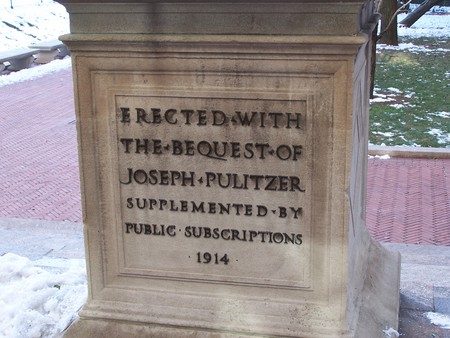 ERECTED·WITH
THE·BEQUEST·OF
JOSEPH·PULITZER
SUPPLEMENTED·BY
PUBLIC·SUBSCRIPTIONS
·1914·